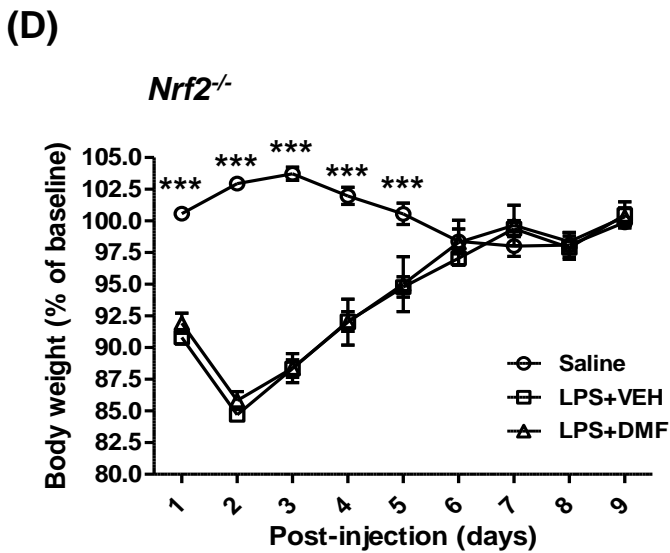 (D)
Nrf2-/-
*** *** *** *** ***
Body weight (% of baseline)
105.0
102.5
100.0
97.5
95.0
92.5
90.0
87.5
85.0
82.5
80.0
Saline
LPS+VEH
LPS+DMF
1 2 3 4 5 6 7 8 9
Post-injection (days)